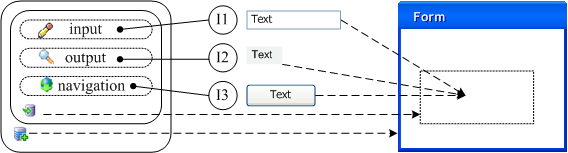 input I1 Text Form
output I2 Text
navigation I3 Text